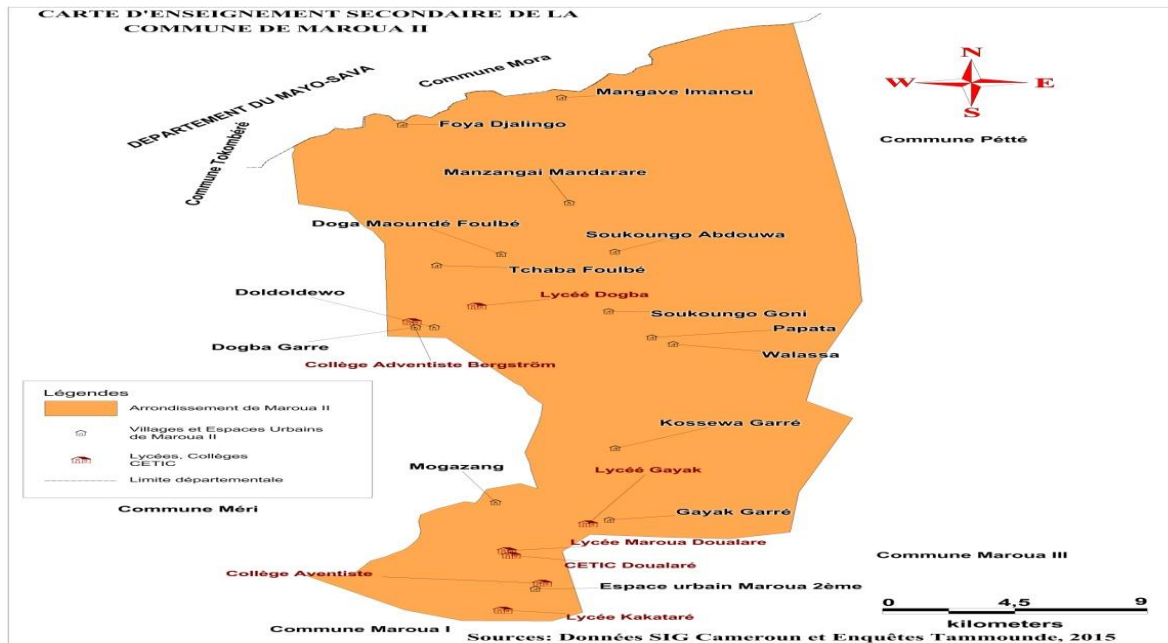 CARTE D'ENSEIGNEMENT SECONDAIRE DE LA
COMMUNE DE MAROUA II
DEPARTEMENT DU MAYO-SAVA
Commune Mora
Commune Tokombéré
N
W
E
S
Commune Pétté
Mangave Imanou
Foya Djalingo
Manzangai Mandarare
Doga Maoundé Foulbé
Soukoungo Abdouwa
Tchaba Foulbé
Doldoldewo
Lycéé Dogba
Soukoungo Goni
Papata
Dogba Garre
Walassa
Collège Adventiste Bergström
Légendes
Arrondissement de Maroua II
Villages et Espaces Urbains
de Maroua II
Lycées, Collèges
CETIC
Limite départementale
Kossewa Garré
Mogazang
Lycéé Gayak
Commune Méri
Gayak Garré
Lycée Maroua Doualare
Commune Maroua III
CETIC Doualaré
Collège Aventiste
Espace urbain Maroua 2ème
Lycée Kakataré
0 4,5 9
kilometers
Commune Maroua I
Sources: Données SIG Cameroun et Enquêtes Tammounde, 2015